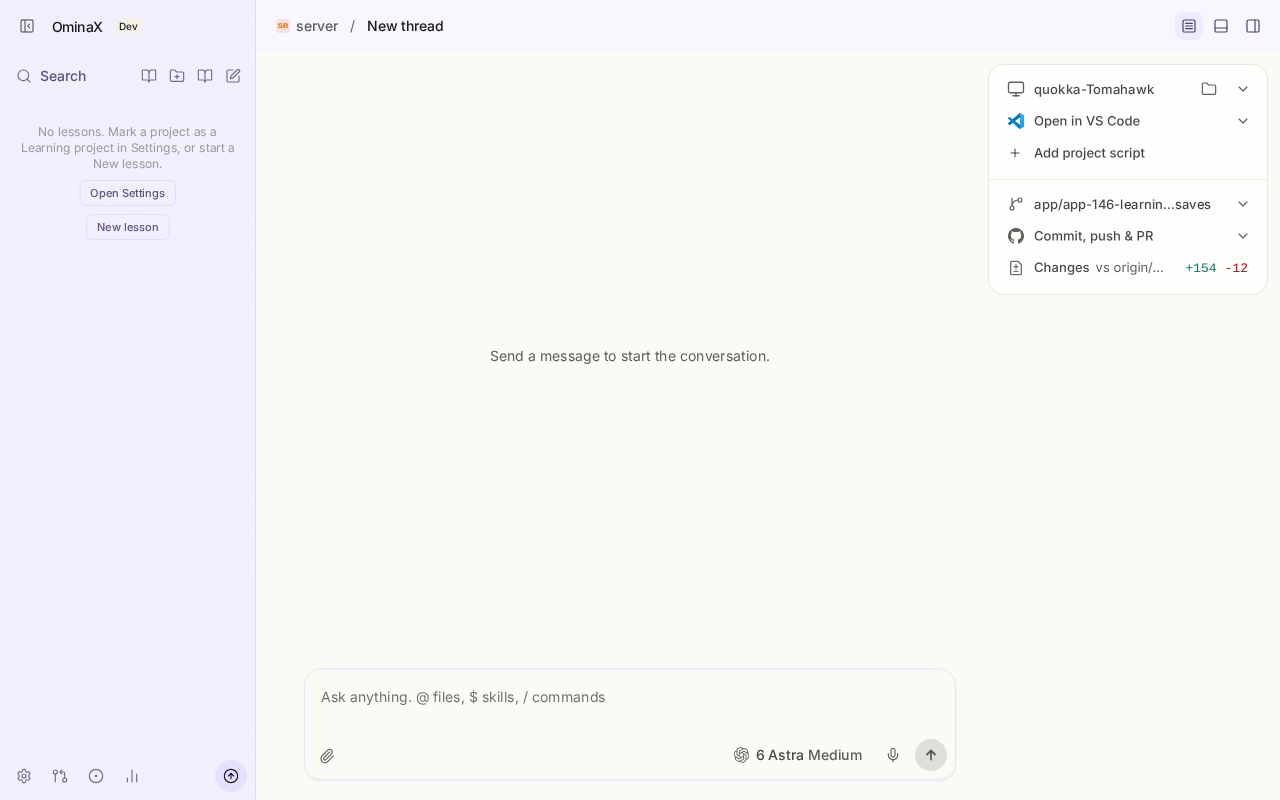 OminaX Dev
SR server / New thread
Search
No lessons. Mark a project as a
Learning project in Settings, or start a
New lesson.
Open Settings
New lesson
quokka-Tomahawk
Open in VS Code
Add project script
app/app-146-learnin...saves
Commit, push & PR
Changes vs origin/... +154 -12
Send a message to start the conversation.
Ask anything. @ files, $ skills, / commands
6 Astra Medium